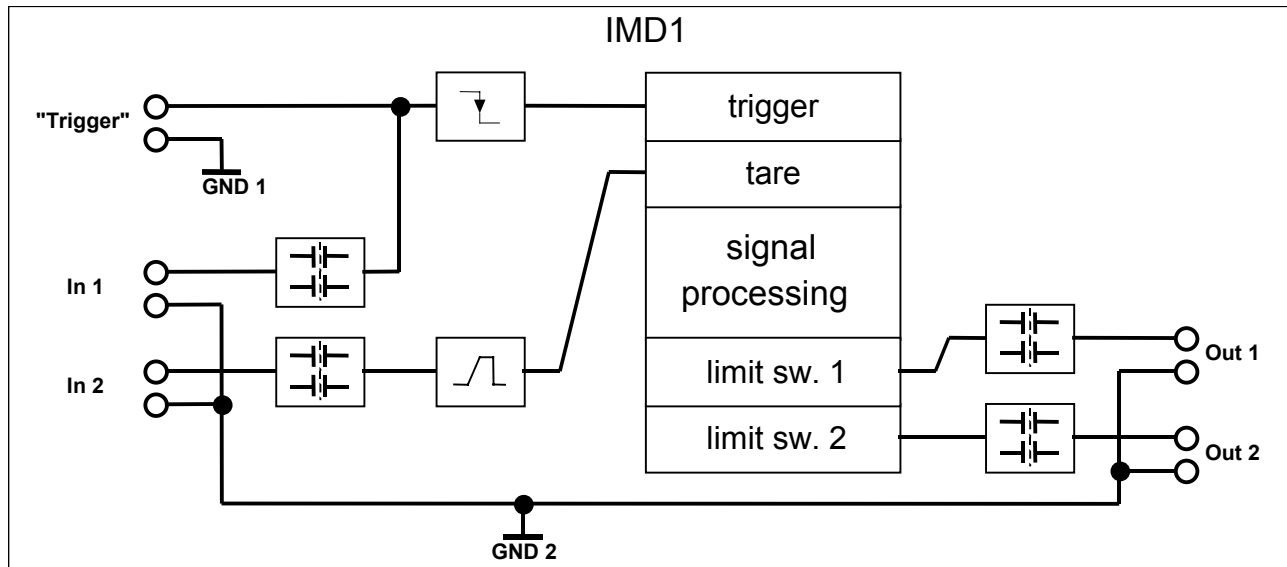 IMD1
"Trigger"
GND 1
In 1
In 2
trigger
tare
signal
processing
limit sw. 1
limit sw. 2
Out 1
Out 2
GND 2